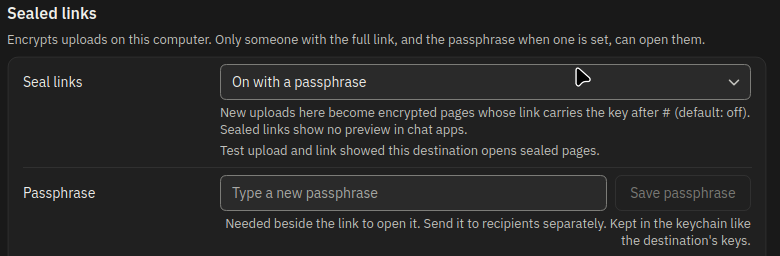 Sealed links
Encrypts uploads on this computer. Only someone with the full link, and the passphrase when one is set, can open them.
Seal links
On with a passphrase
New uploads here become encrypted pages whose link carries the key after # (default: off).
Sealed links show no preview in chat apps.
Test upload and link showed this destination opens sealed pages.
Passphrase
Type a new passphrase
Save passphrase
Needed beside the link to open it. Send it to recipients separately. Kept in the keychain like
the destination's keys.